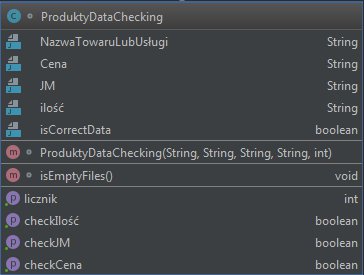 ProduktyDataChecking
NazwaTowaruLubUsługi String
Cena String
JM String
ilość String
isCorrectData boolean
ProduktyDataChecking(String, String, String, String, int)
isEmptyFiles() void
licznik int
checkIlość boolean
checkJM boolean
checkCena boolean